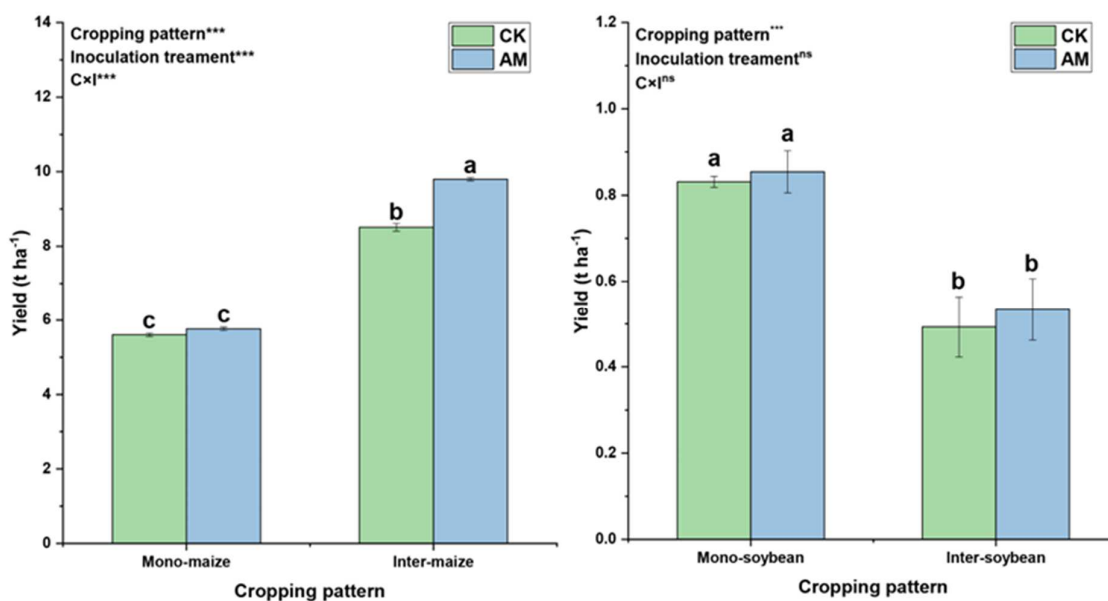 14
12
10
8
6
4
2
0
Yield (t ha⁻¹)
Cropping pattern***
Inoculation treament***
C×I***
CK
AM
c
c
b
a
Mono-maize
Inter-maize
Cropping pattern
1.2
1.0
0.8
0.6
0.4
0.2
0.0
Yield (t ha⁻¹)
Cropping pattern***
Inoculation treamentⁿˢ
C×Iⁿˢ
CK
AM
a
a
b
b
Mono-soybean
Inter-soybean
Cropping pattern